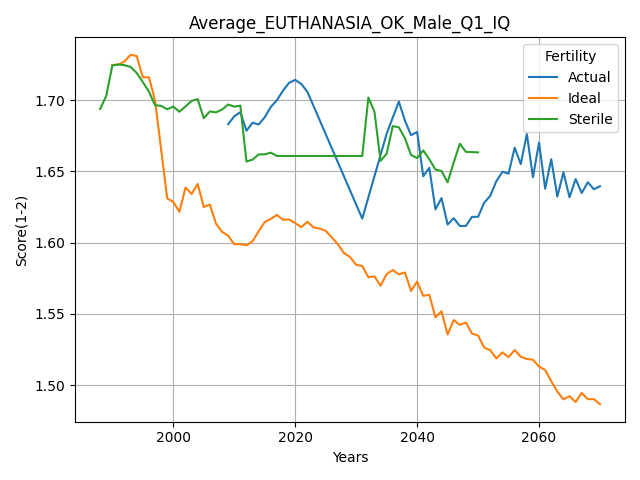 Average_EUTHANASIA_OK_Male_Q1_IQ
Fertility
Actual
Ideal
Sterile
Score(1-2)
1.70
1.65
1.60
1.55
1.50
2000
2020
2040
2060
Years